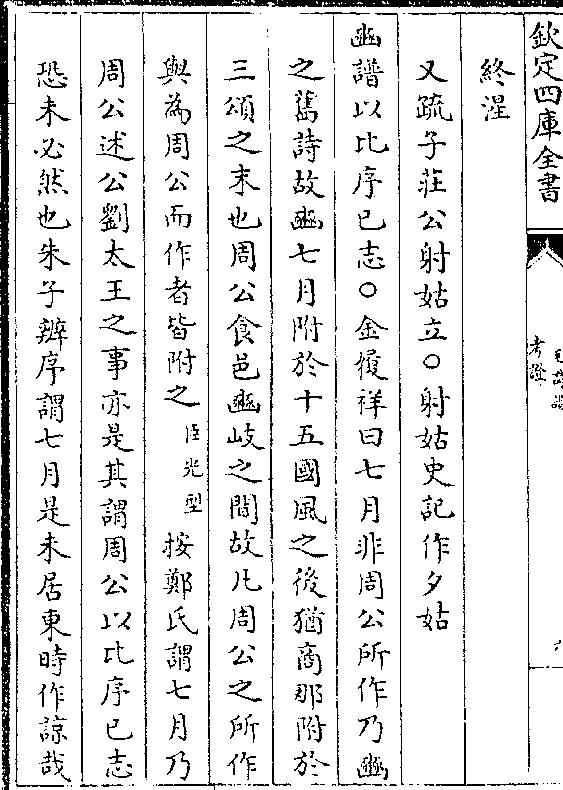 欽定四庫全書
毛詩譜
考證
終涅
又疏子莊公射姑立○射姑史記作夕姑
豳譜以比序已志○金履祥曰七月非周公所作乃豳
之舊詩故豳七月附於十五國風之後猶商那附於
三頌之末也周公食邑豳岐之間故凡周公之所作
與為周公而作者皆附之臣光型按鄭氏謂七月乃
周公述公劉太王之事亦是其謂周公以比序已志
恐未必然也朱子辨序謂七月是未居東時作諒哉